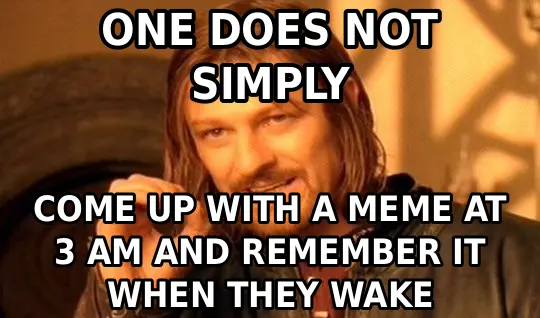 ONE DOES NOT
SIMPLY
COME UP WITH A MEME AT
3 AM AND REMEMBER IT
WHEN THEY WAKE